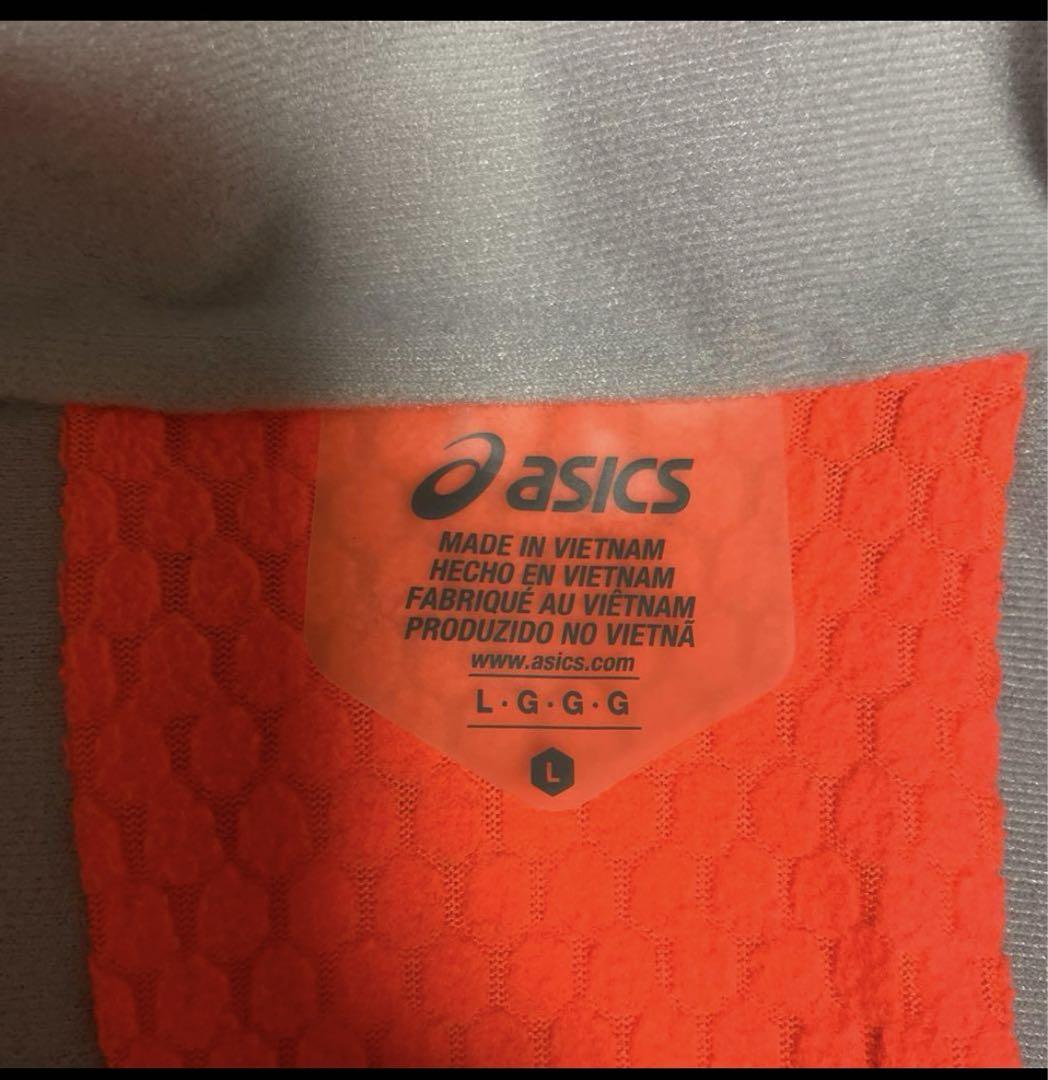 asics
MADE IN VIETNAM
HECHO EN VIETNAM
FABRIQUÉ AU VIÊTNAM
PRODUZIDO NO VIETNÃ
www.asics.com
L·G·G·G
L